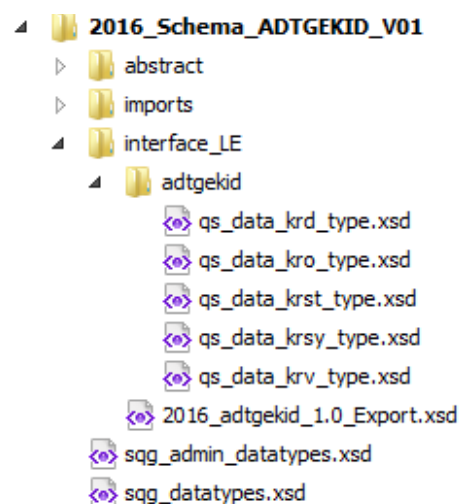 2016_Schema_ADTGEKID_V01
abstract
imports
interface_LE
adtgekid
qs_data_krd_type.xsd
qs_data_kro_type.xsd
qs_data_krst_type.xsd
qs_data_krsy_type.xsd
qs_data_krv_type.xsd
2016_adtgekid_1.0_Export.xsd
sqg_admin_datatypes.xsd
sqg_datatypes.xsd